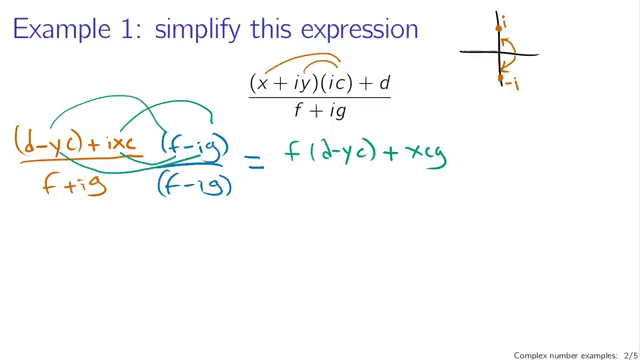 Example 1: simplify this expression
i
-i
(x + iy)(ic) + d
f + ig
(d-yc)+ixc (f-ig) = f(d-yc) + xcg
f+ig (f-ig)
Complex number examples: 2/5